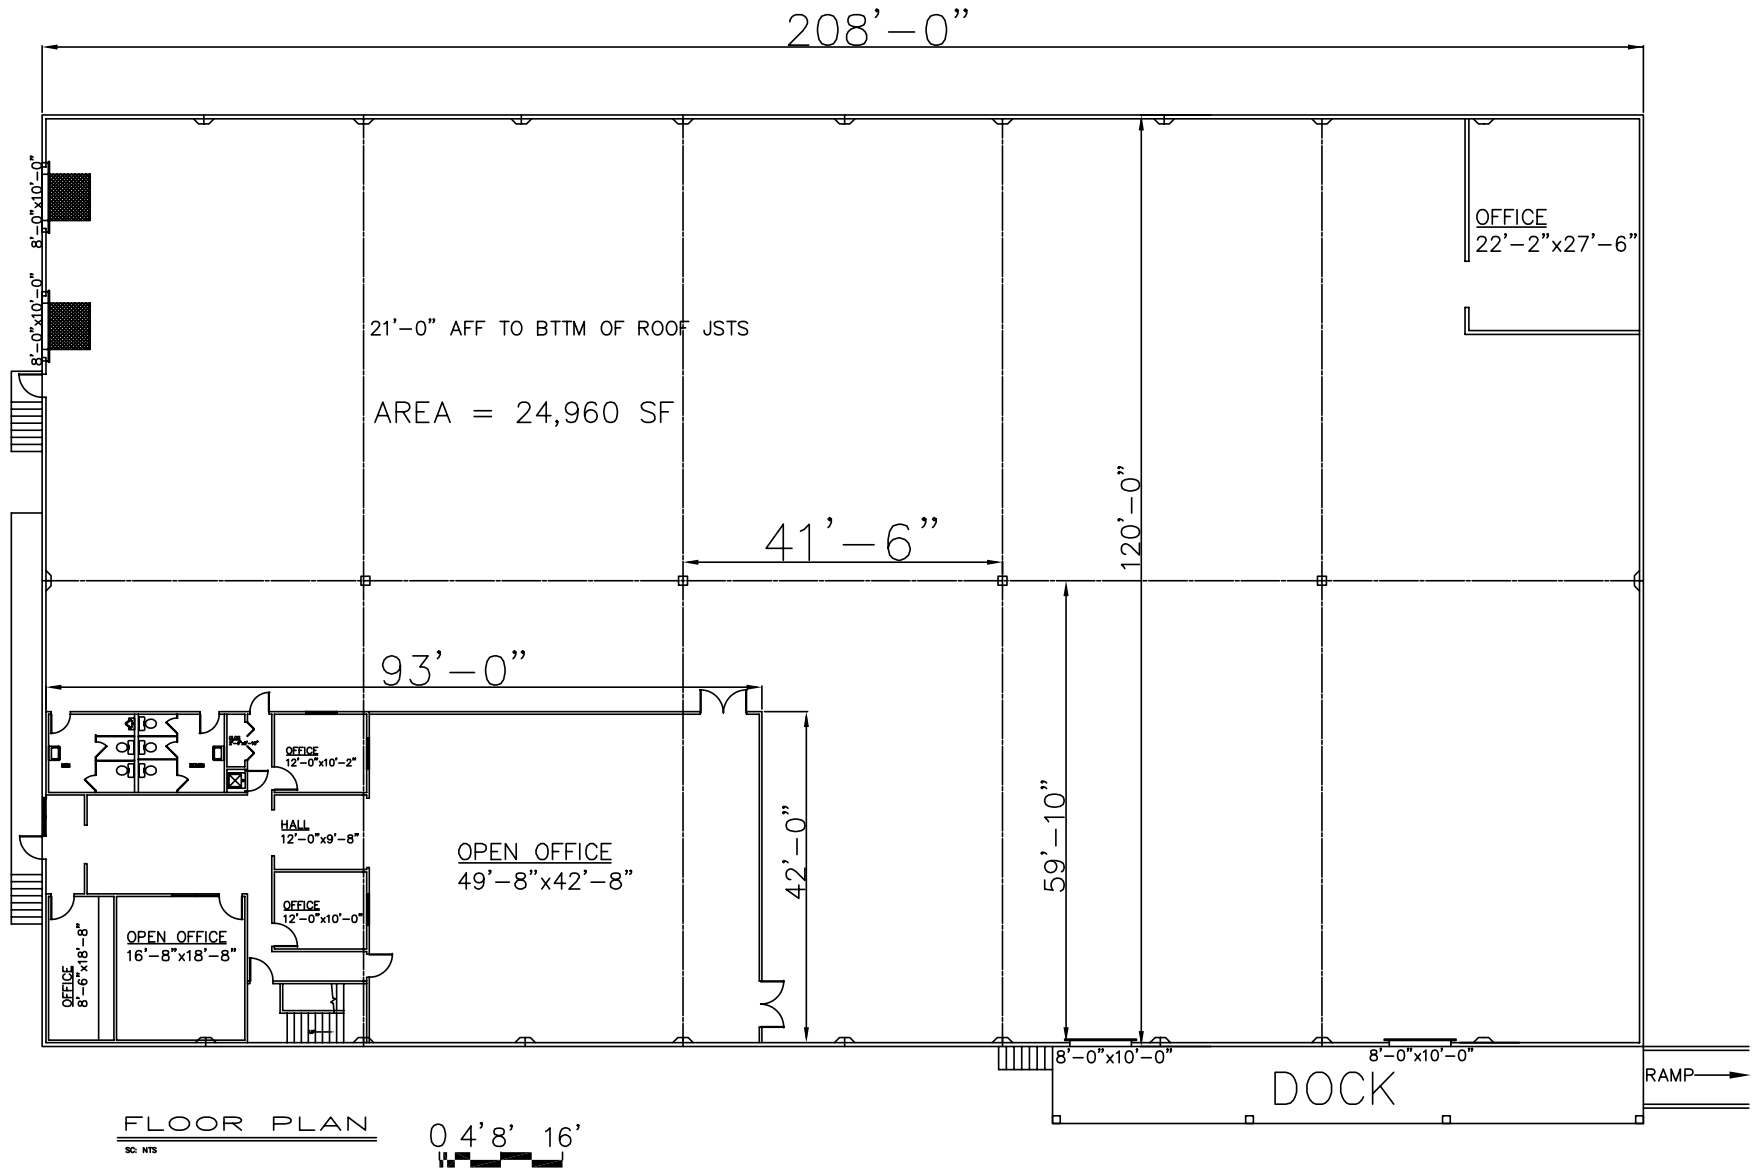 208'-0"
8'-0"x10'-0"
OFFICE
22'-2"x27'-6"
8'-0"x10'-0"
21'-0" AFF TO BTTM OF ROOF JSTS
AREA = 24,960 SF
120'-0"
41'-6"
93'-0"
OFFICE
12'-0"x10'-2"
HALL
12'-0"x9'-8"
OPEN OFFICE
49'-8"x42'-8"
42'-0"
59'-10"
OFFICE
12'-0"x10'-0"
OPEN OFFICE
16'-8"x18'-8"
OFFICE
8'-6"x18'-8"
UP
8'-0"x10'-0"
8'-0"x10'-0"
DOCK
RAMP
FLOOR PLAN
SC: NTS
0 4' 8' 16'